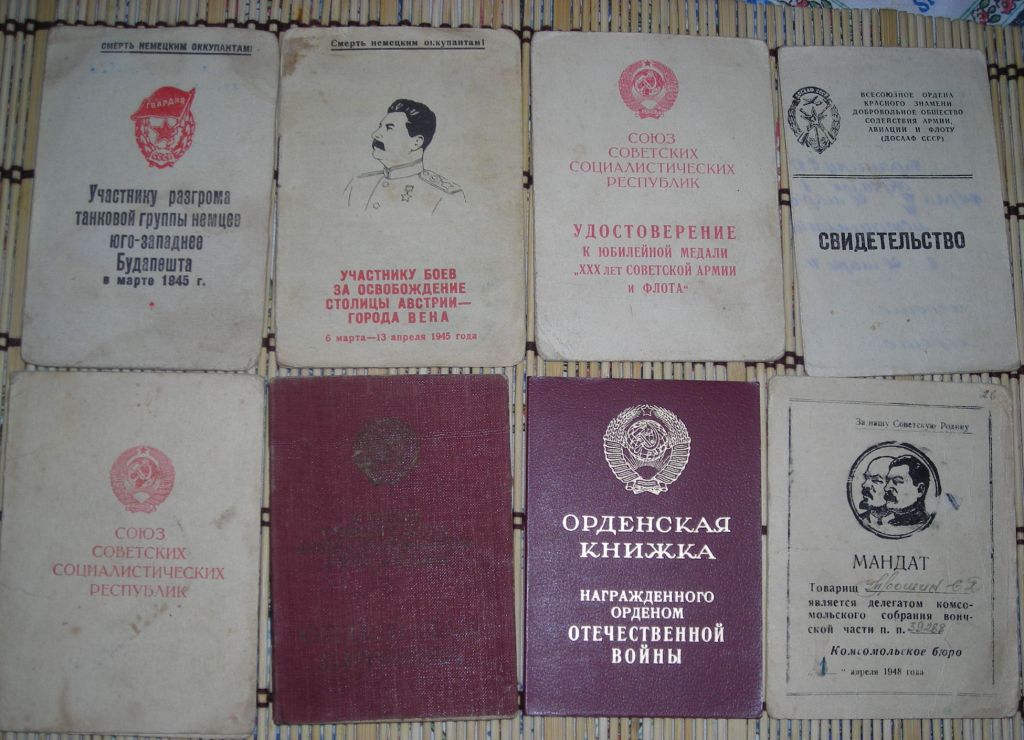 СМЕРТЬ НЕМЕЦКИМ ОККУПАНТАМ!
ГВАРДИЯ
СССР
Участнику разгрома
танковой группы немцев
юго-западнее
Будапешта
в марте 1945 г.
Смерть немецким оккупантам!
УЧАСТНИКУ БОЕВ
ЗА ОСВОБОЖДЕНИЕ
СТОЛИЦЫ АВСТРИИ—
ГОРОДА ВЕНА
6 марта—13 апреля 1945 года
СОЮЗ
СОВЕТСКИХ
СОЦИАЛИСТИЧЕСКИХ
РЕСПУБЛИК
УДОСТОВЕРЕНИЕ
К ЮБИЛЕЙНОЙ МЕДАЛИ
„XXX ЛЕТ СОВЕТСКОЙ АРМИИ
И ФЛОТА“
ВСЕСОЮЗНОЕ ОРДЕНА
КРАСНОГО ЗНАМЕНИ
ДОБРОВОЛЬНОЕ ОБЩЕСТВО
СОДЕЙСТВИЯ АРМИИ,
АВИАЦИИ И ФЛОТУ
(ДОСААФ СССР)
СВИДЕТЕЛЬСТВО
СОЮЗ
СОВЕТСКИХ
СОЦИАЛИСТИЧЕСКИХ
РЕСПУБЛИК
ОРДЕНСКАЯ
КНИЖКА
НАГРАЖДЕННОГО
ОРДЕНОМ
ОТЕЧЕСТВЕННОЙ
ВОЙНЫ
26
За нашу Советскую Родину
МАНДАТ
Товарищ
является делегатом комсо-
мольского собрания воин-
ской части п. п. 39288
Комсомольское бюро
1 " апреля 1948 года